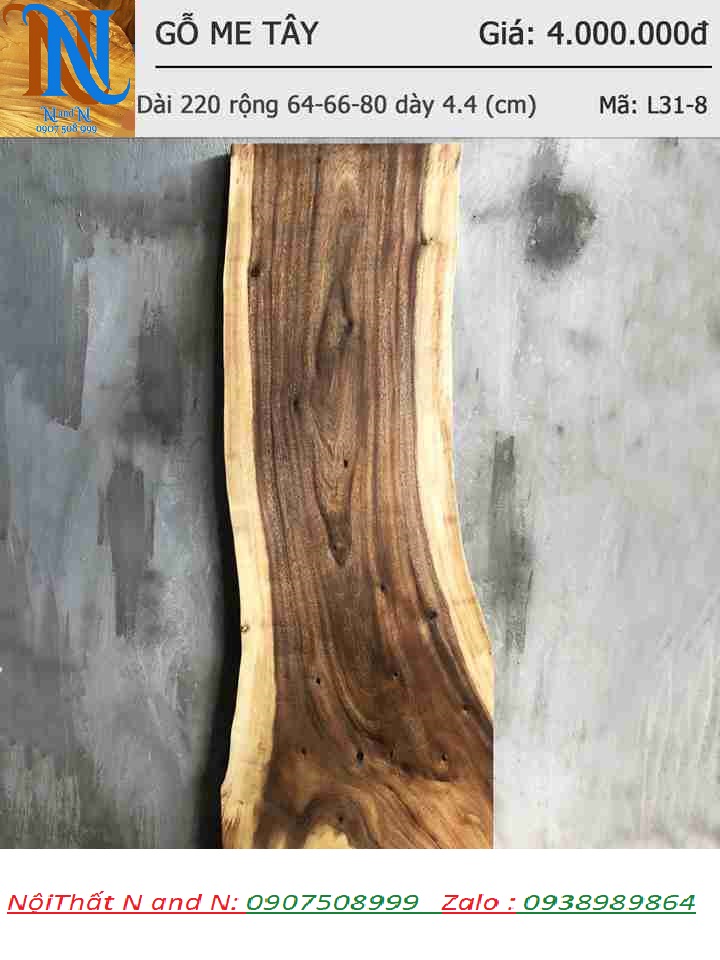 NN
N and N
0907 508 999
GỖ ME TÂY Giá: 4.000.000đ
Dài 220 rộng 64-66-80 dày 4.4 (cm) Mã: L31-8
NộiThất N and N: 0907508999 Zalo : 0938989864